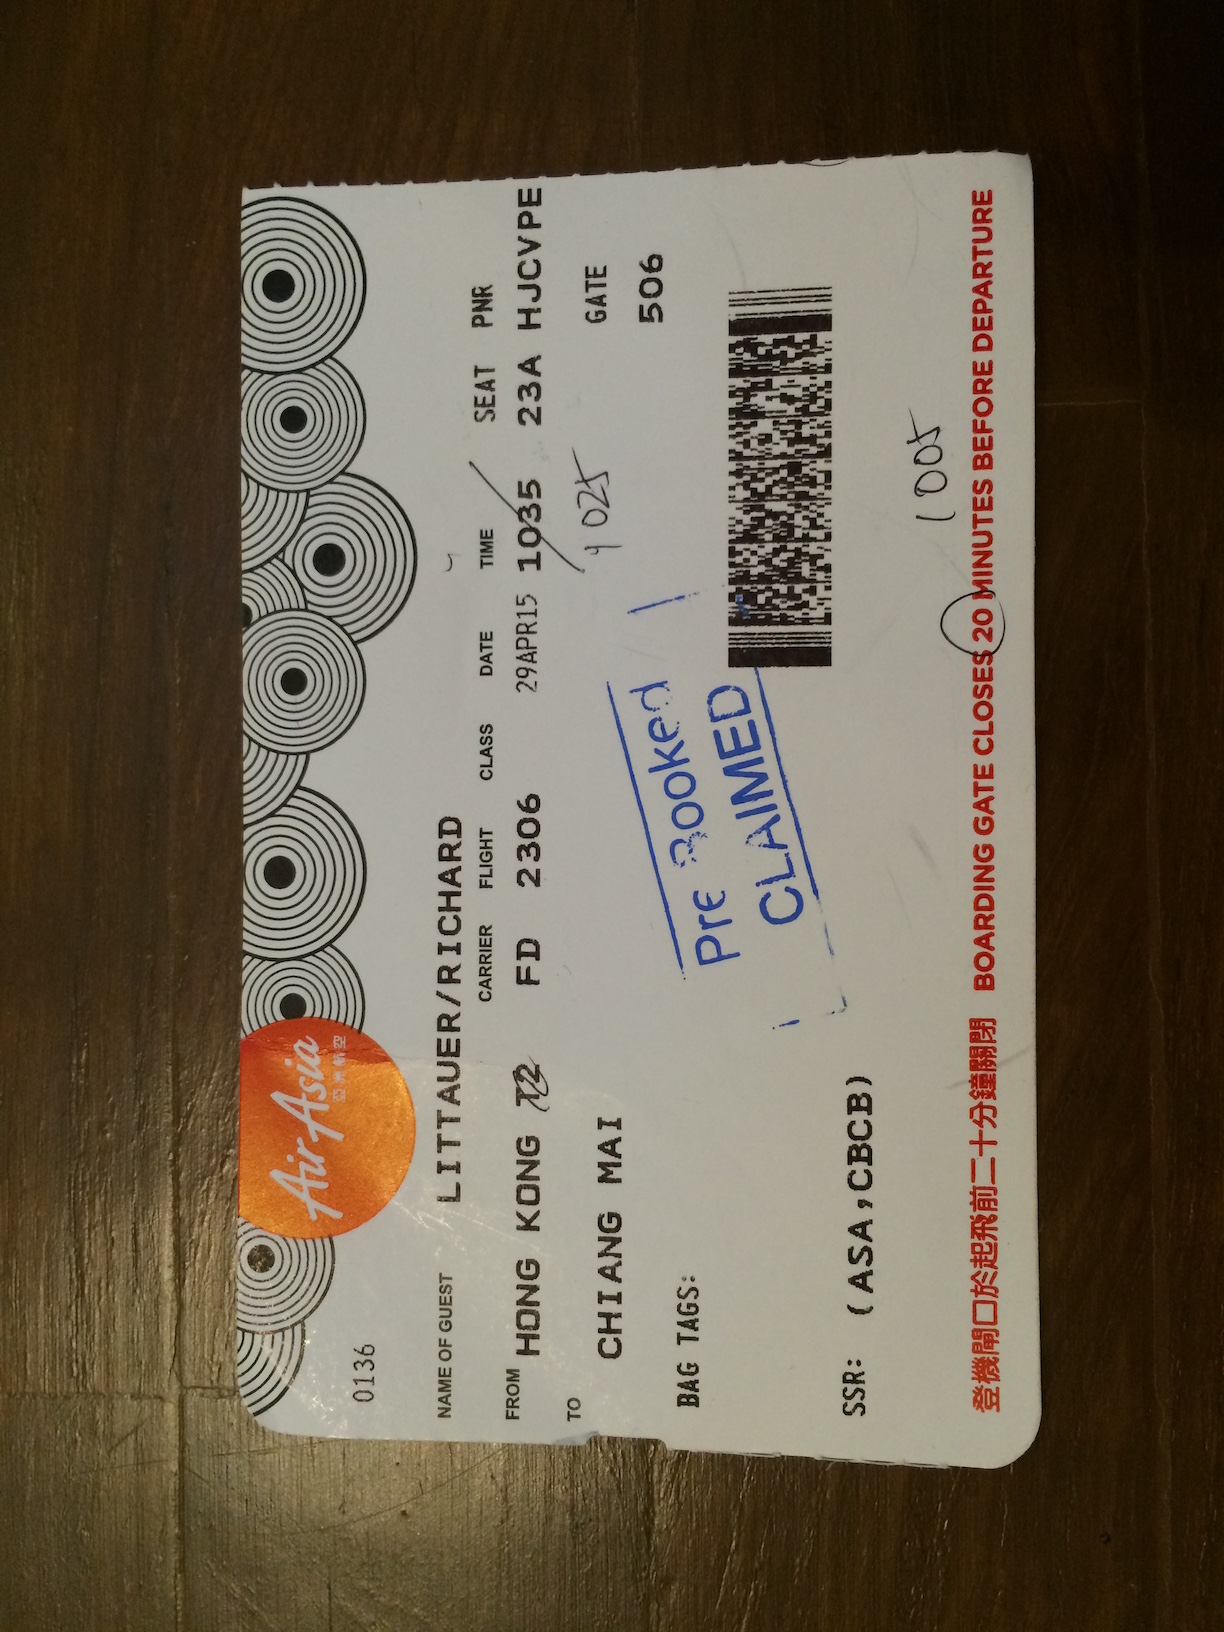 AirAsia
亞洲航空
0136
NAME OF GUEST LITTAUER/RICHARD
FROM CARRIER FLIGHT CLASS DATE TIME SEAT PNR
HONG KONG T2 FD 2306 29APR15 1035 23A HJCVPE
TO CHIANG MAI 1025 GATE
506
BAG TAGS:
Pre Booked
CLAIMED
SSR: (ASA,CBCB)
1005
登機閘口於起飛前二十分鐘關閉 BOARDING GATE CLOSES 20 MINUTES BEFORE DEPARTURE